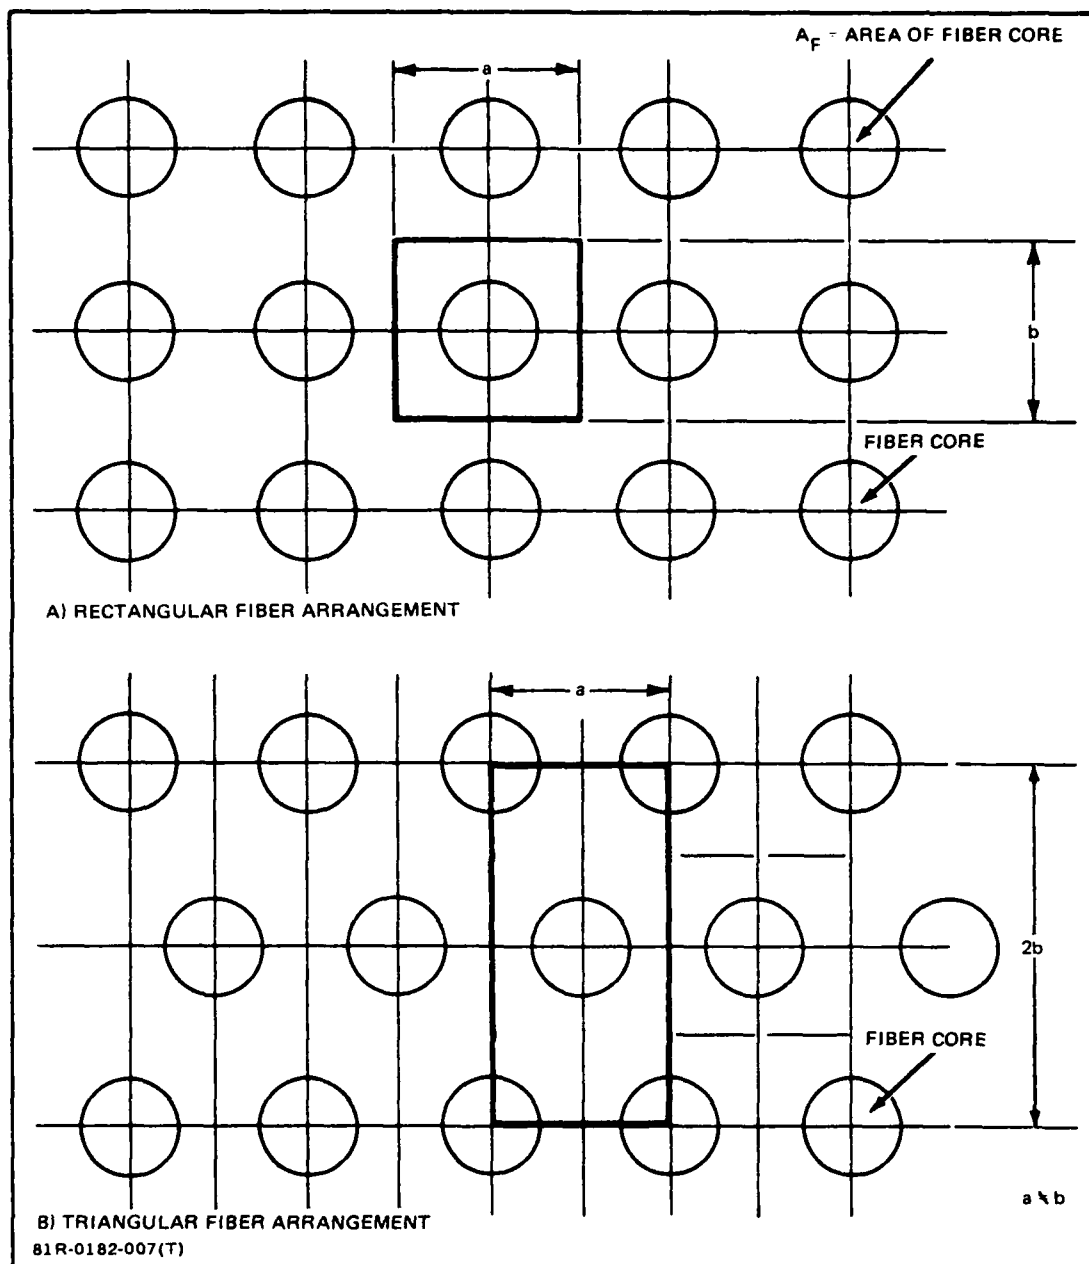 A_F - AREA OF FIBER CORE
a
b
FIBER CORE
A) RECTANGULAR FIBER ARRANGEMENT
a
2b
FIBER CORE
a ≒ b
B) TRIANGULAR FIBER ARRANGEMENT
81R-0182-007(T)